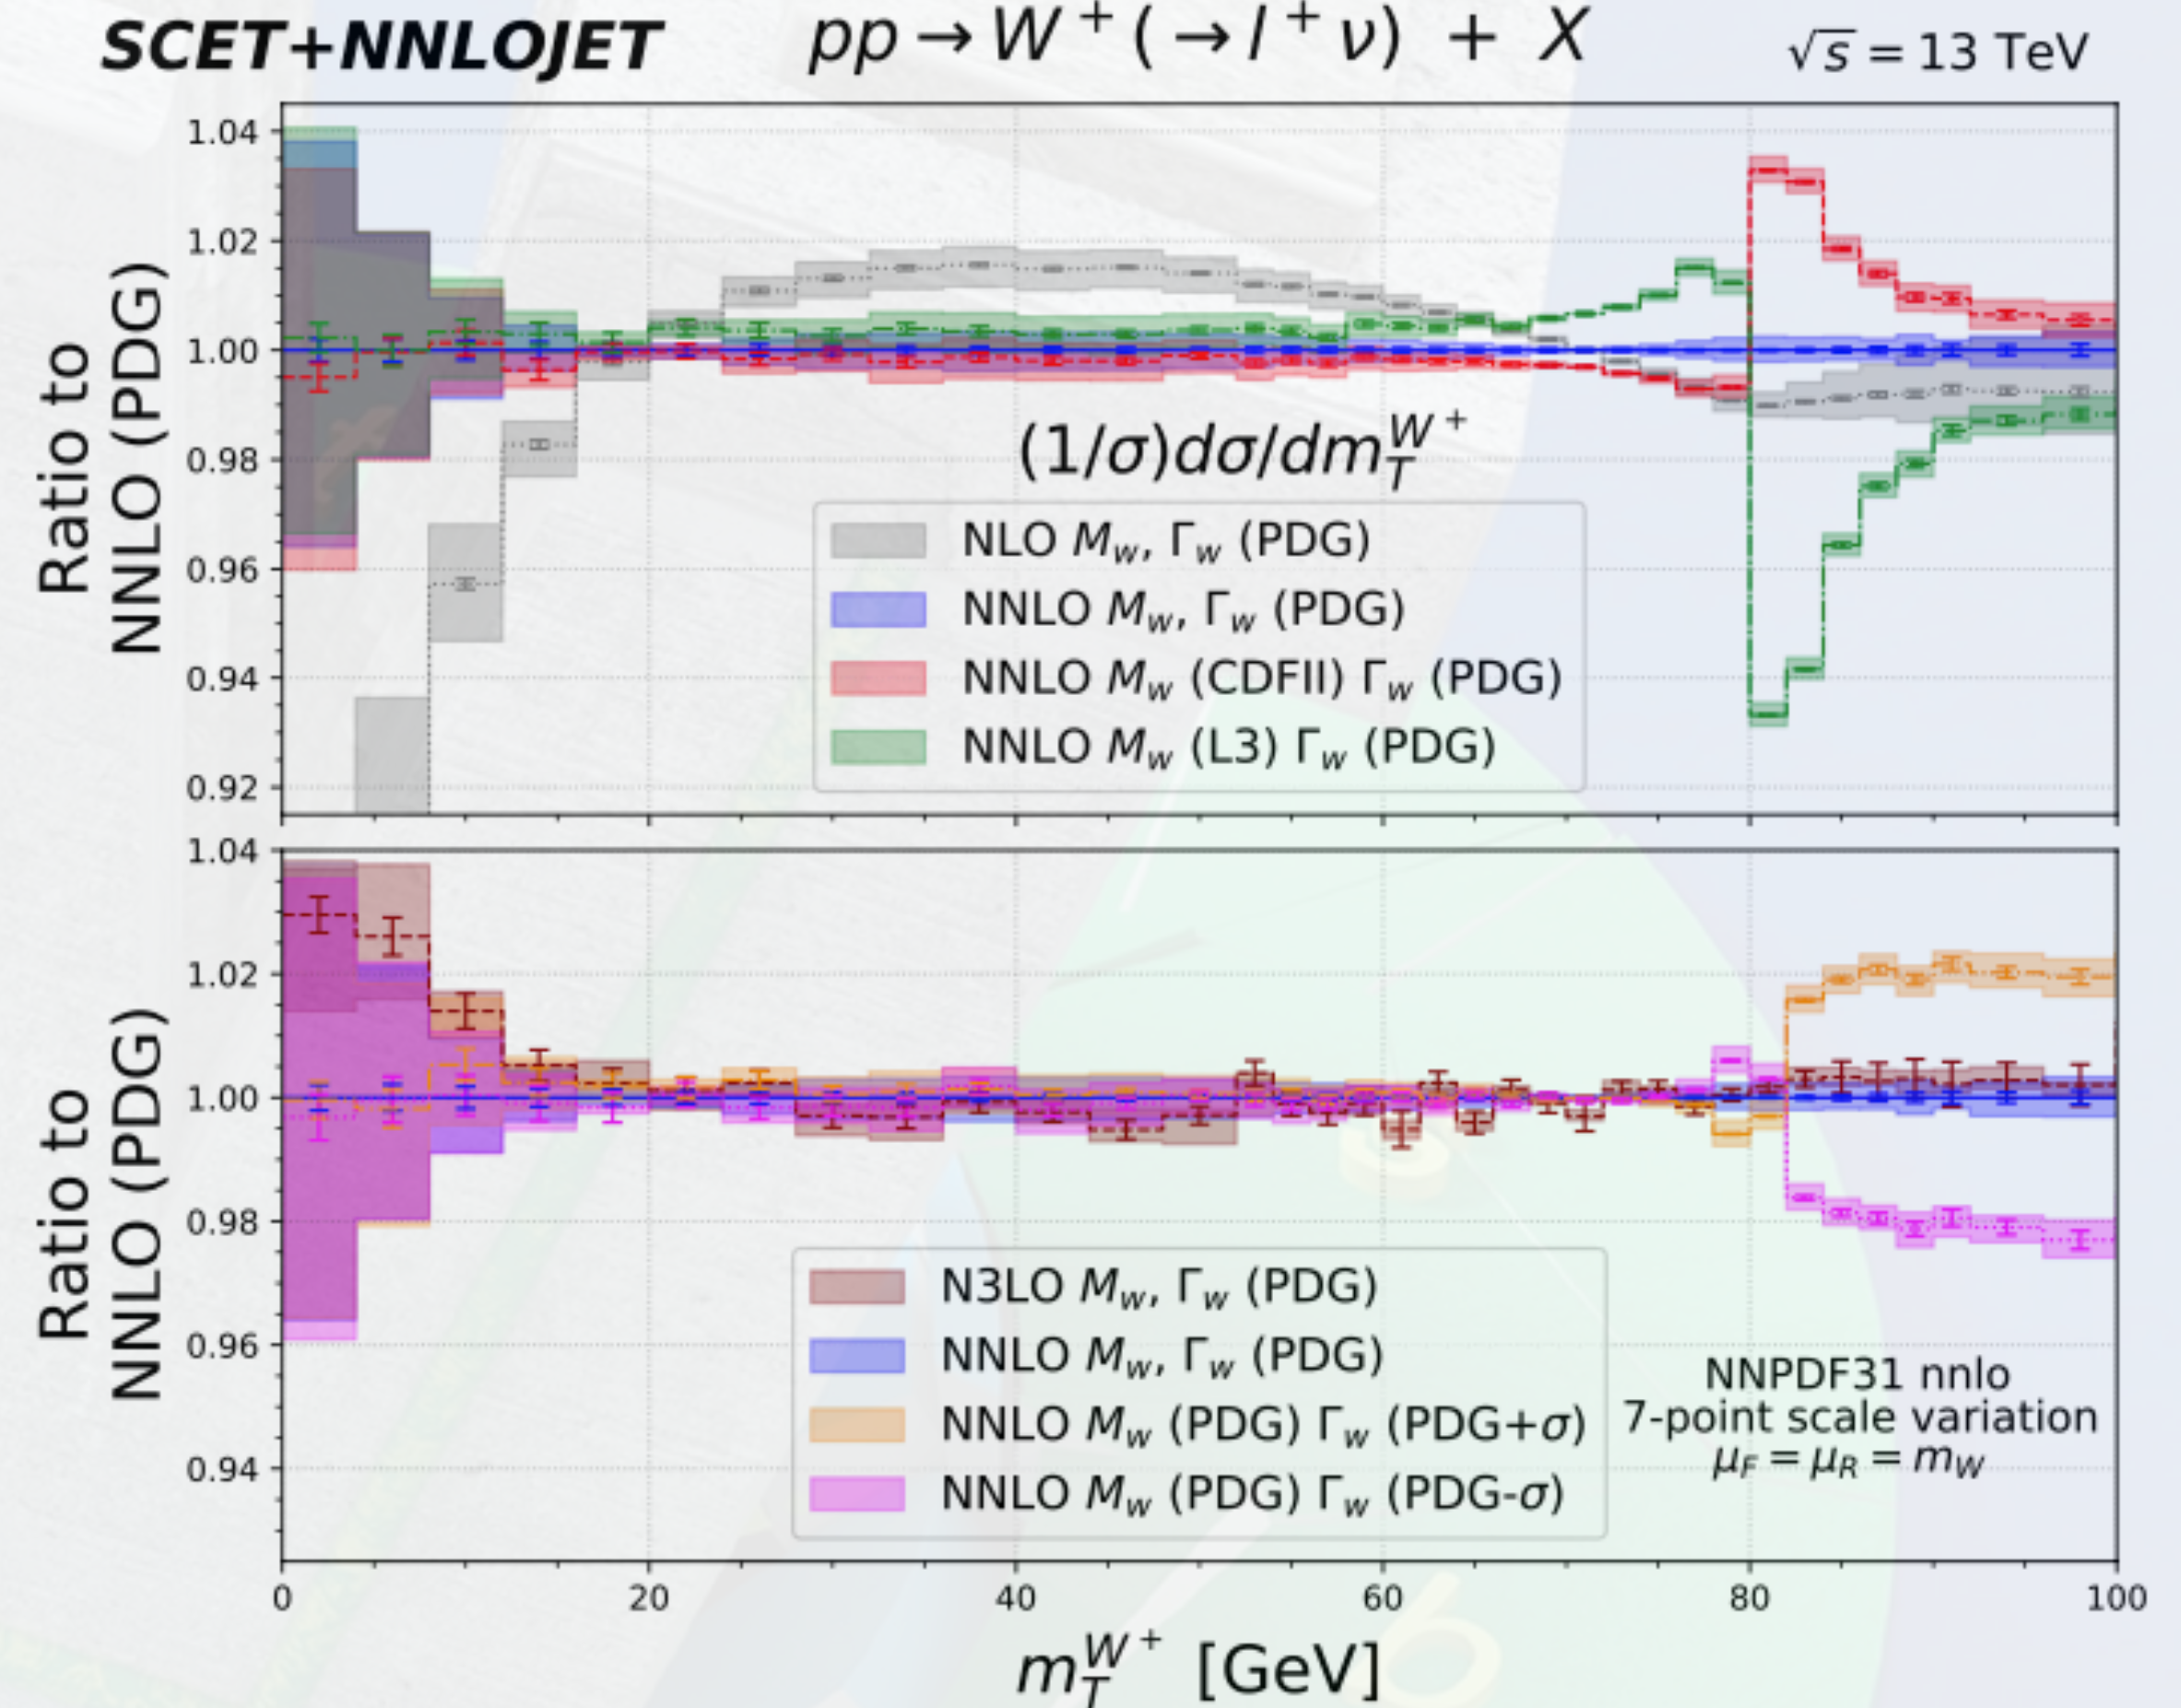 SCET+NNLOJET pp → W⁺ (→ l⁺ν) + X √s = 13 TeV
Ratio to
NNLO (PDG)
1.04
1.02
1.00
0.98
0.96
0.94
0.92
(1/σ)dσ/dm_T^{W⁺}
NLO M_w, Γ_w (PDG)
NNLO M_w, Γ_w (PDG)
NNLO M_w (CDFII) Γ_w (PDG)
NNLO M_w (L3) Γ_w (PDG)
Ratio to
NNLO (PDG)
1.04
1.02
1.00
0.98
0.96
0.94
N3LO M_w, Γ_w (PDG)
NNLO M_w, Γ_w (PDG)
NNLO M_w (PDG) Γ_w (PDG+σ)
NNLO M_w (PDG) Γ_w (PDG-σ)
NNPDF31 nnlo
7-point scale variation
μ_F = μ_R = m_W
0 20 40 60 80 100
m_T^{W⁺} [GeV]